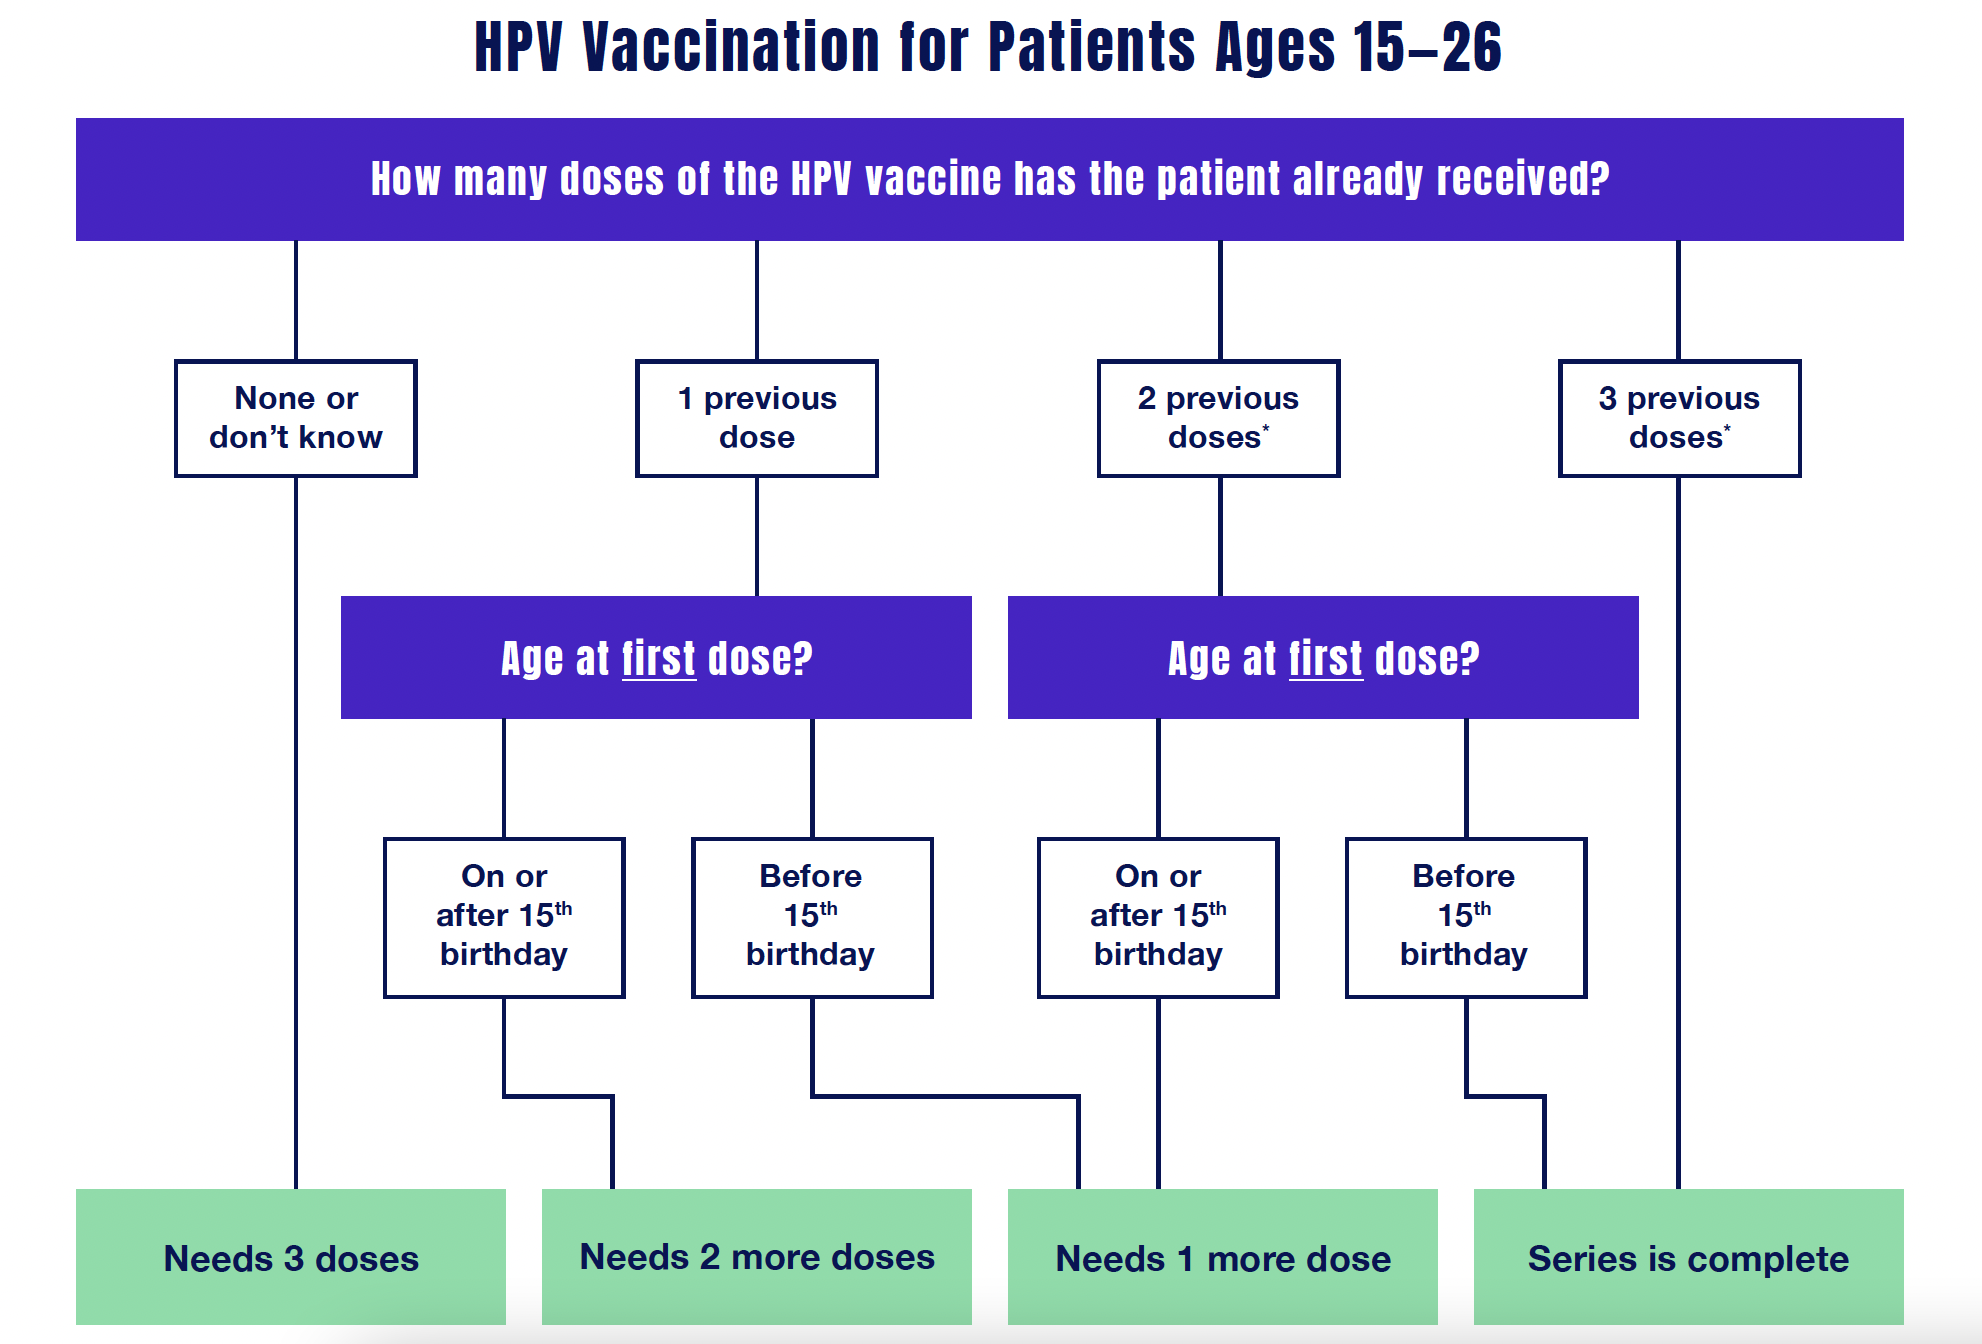 HPV Vaccination for Patients Ages 15–26
How many doses of the HPV vaccine has the patient already received?
None or
don’t know
1 previous
dose
2 previous
doses*
3 previous
doses*
Age at first dose?
Age at first dose?
On or
after 15th
birthday
Before
15th
birthday
On or
after 15th
birthday
Before
15th
birthday
Needs 3 doses
Needs 2 more doses
Needs 1 more dose
Series is complete